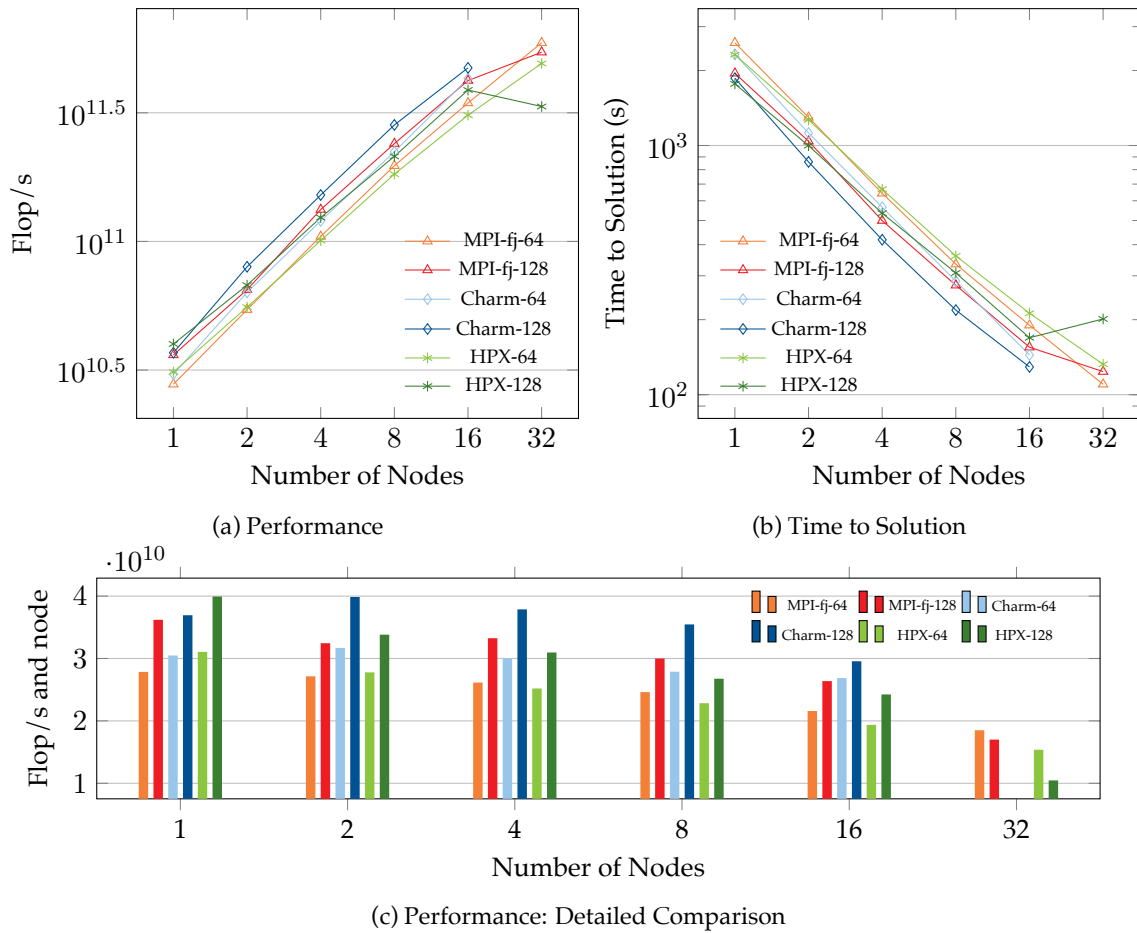 10^11.5
10^11
10^10.5
Flop/s
MPI-fj-64
MPI-fj-128
Charm-64
Charm-128
HPX-64
HPX-128
1 2 4 8 16 32
Number of Nodes
(a) Performance
10^3
10^2
Time to Solution (s)
MPI-fj-64
MPI-fj-128
Charm-64
Charm-128
HPX-64
HPX-128
1 2 4 8 16 32
Number of Nodes
(b) Time to Solution
·10^10
4
3
2
1
Flop/s and node
MPI-fj-64 MPI-fj-128 Charm-64
Charm-128 HPX-64 HPX-128
1 2 4 8 16 32
Number of Nodes
(c) Performance: Detailed Comparison